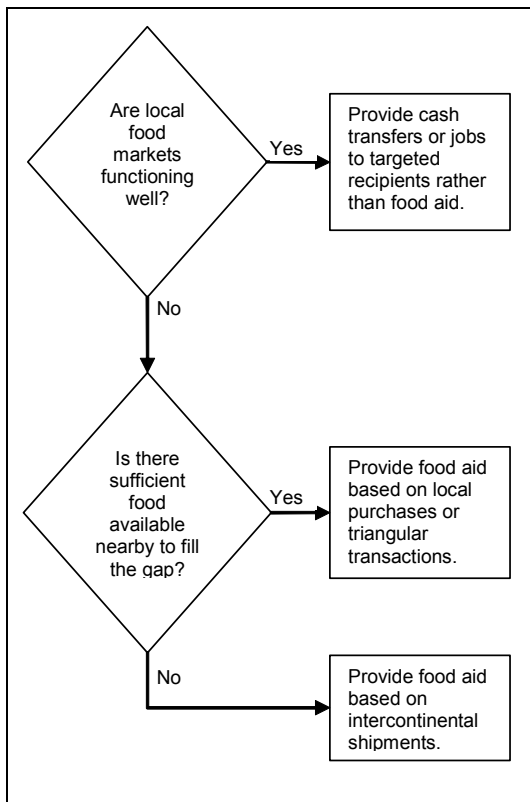 Are local
food
markets
functioning
well?
Yes
Provide cash
transfers or jobs
to targeted
recipients rather
than food aid.
No
Is there
sufficient
food
available
nearby to fill
the gap?
Yes
Provide food aid
based on local
purchases or
triangular
transactions.
No
Provide food aid
based on
intercontinental
shipments.